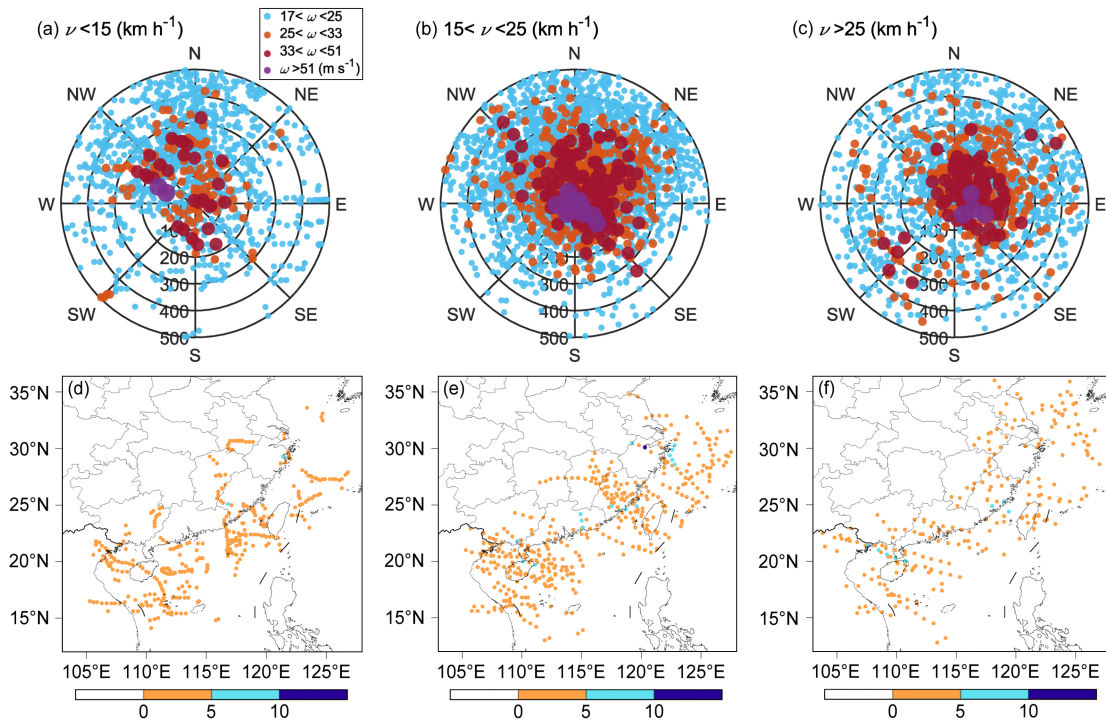 (a) ν <15 (km h⁻¹)
17< ω <25
25< ω <33
33< ω <51
ω >51 (m s⁻¹)
(b) 15< ν <25 (km h⁻¹)
(c) ν >25 (km h⁻¹)
N
N
N
NW
NE
NW
NE
NW
NE
W
E
W
E
W
E
100
200
300
400
500
200
300
400
500
200
300
400
500
SW
SE
SW
SE
SW
SE
S
S
S
(d)
35°N
30°N
25°N
20°N
15°N
105°E 110°E 115°E 120°E 125°E
0 5 10
(e)
35°N
30°N
25°N
20°N
15°N
105°E 110°E 115°E 120°E 125°E
0 5 10
(f)
35°N
30°N
25°N
20°N
15°N
105°E 110°E 115°E 120°E 125°E
0 5 10